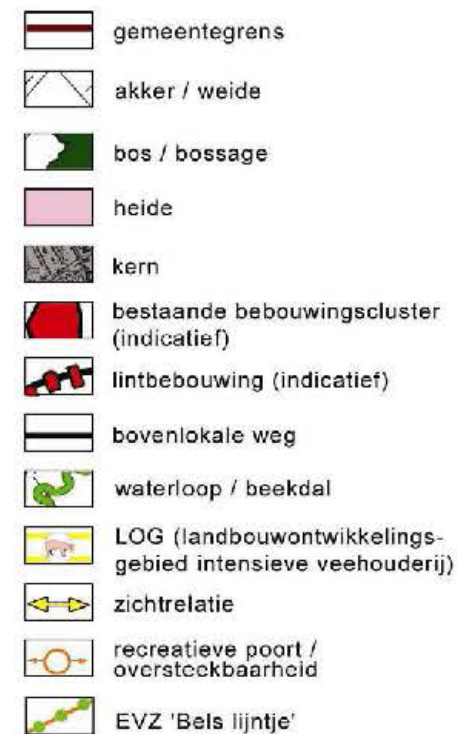 gemeentegrens
akker / weide
bos / bossage
heide
kern
bestaande bebouwingscluster
(indicatief)
lintbebouwing (indicatief)
bovenlokale weg
waterloop / beekdal
LOG (landbouwontwikkelings-
gebied intensieve veehouderij)
zichtrelatie
recreatieve poort /
oversteekbaarheid
EVZ 'Bels lijntje'